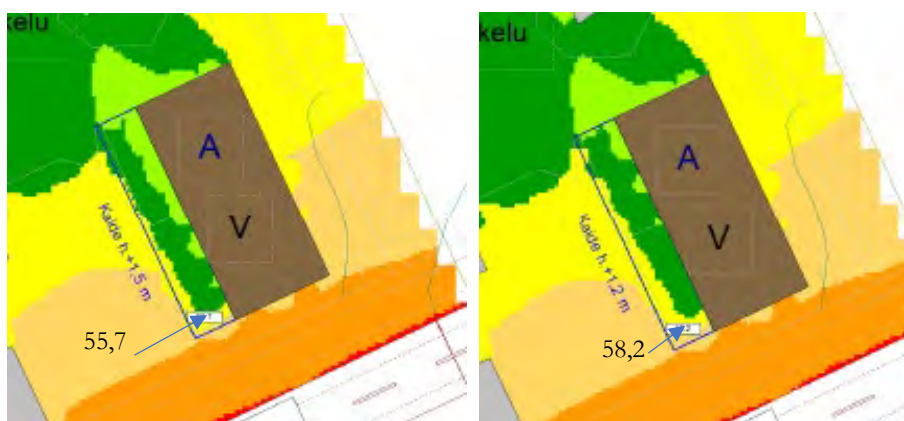 kelu
A
V
Kaide h.+1,5 m
55,7
kelu
A
V
Kaide h.+1,2 m
58,2